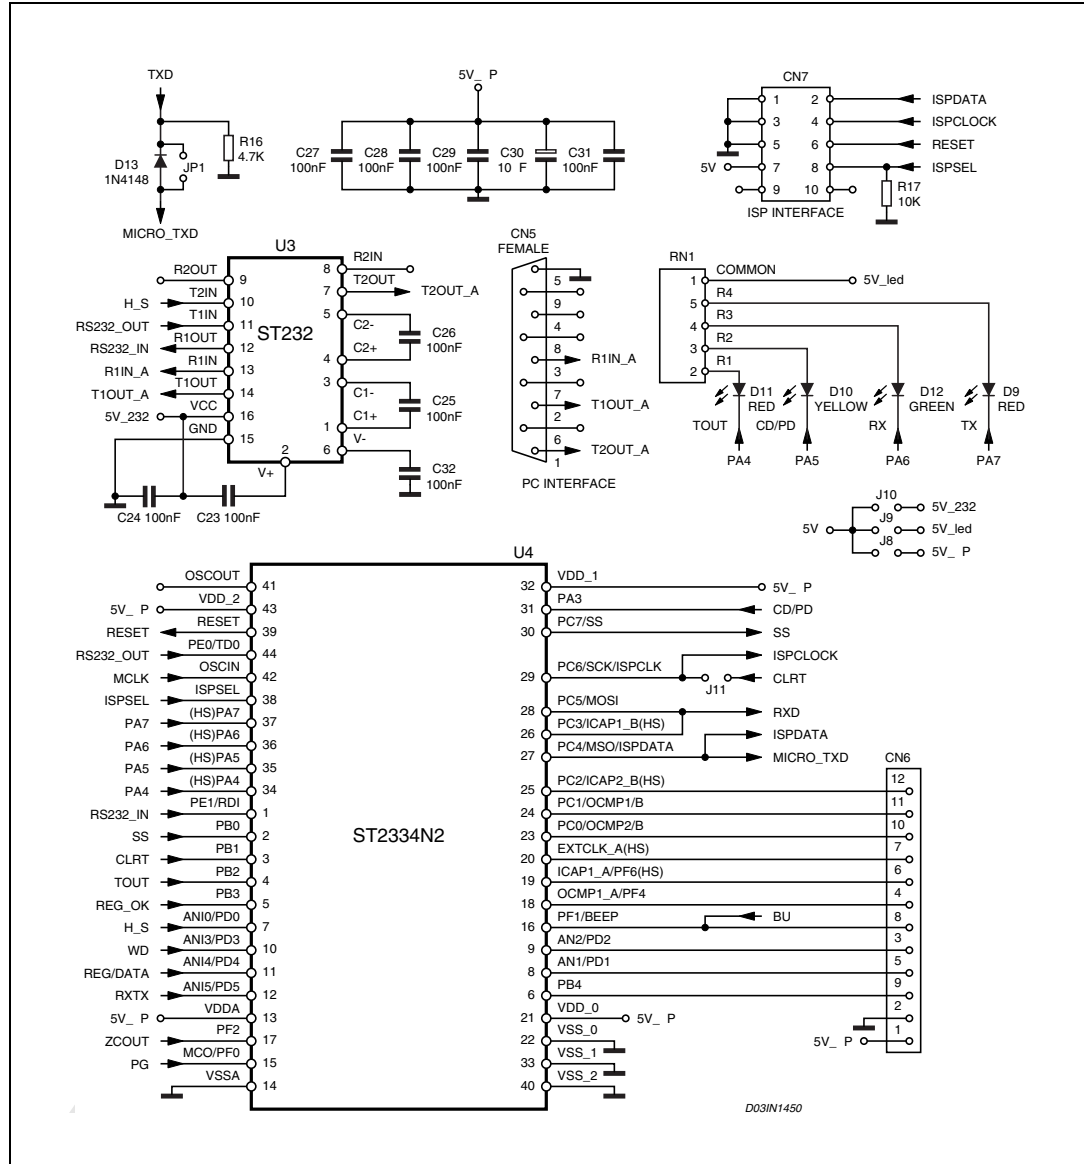 TXD
R16
4.7K
D13
1N4148
JP1
MICRO_TXD
5V_ P
C27
100nF
C28
100nF
C29
100nF
C30
10 F
C31
100nF
CN7
1 2 ISPDATA
3 4 ISPCLOCK
5 6 RESET
5V 7 8 ISPSEL
9 10
R17
10K
ISP INTERFACE
U3
ST232
R2OUT 9
H_S T2IN 10
RS232_OUT T1IN 11
RS232_IN R1OUT 12
R1IN_A R1IN 13
T1OUT_A T1OUT 14
5V_232 VCC 16
GND 15
8 R2IN
7 T2OUT T2OUT_A
5 C2-
4 C2+
C26
100nF
3 C1-
1 C1+
C25
100nF
6 V-
C32
100nF
2
V+
C24 100nF
C23 100nF
CN5
FEMALE
5
9
4
8
R1IN_A
3
7
T1OUT_A
2
6
T2OUT_A
1
PC INTERFACE
RN1
1 COMMON 5V_led
5 R4
4 R3
3 R2
2 R1
D11
RED
D10
YELLOW
D12
GREEN
D9
RED
TOUT
CD/PD
RX
TX
PA4
PA5
PA6
PA7
J10
5V_232
5V
J9
5V_led
J8
5V_ P
U4
ST2334N2
OSCOUT 41
5V_ P VDD_2 43
RESET RESET 39
RS232_OUT PE0/TD0 44
MCLK OSCIN 42
ISPSEL ISPSEL 38
PA7 (HS)PA7 37
PA6 (HS)PA6 36
PA5 (HS)PA5 35
PA4 (HS)PA4 34
RS232_IN PE1/RDI 1
SS PB0 2
CLRT PB1 3
TOUT PB2 4
REG_OK PB3 5
H_S ANI0/PD0 7
WD ANI3/PD3 10
REG/DATA ANI4/PD4 11
RXTX ANI5/PD5 12
5V_ P VDDA 13
ZCOUT PF2 17
PG MCO/PF0 15
VSSA 14
32 VDD_1 5V_ P
31 PA3 CD/PD
30 PC7/SS SS
ISPCLOCK
29 PC6/SCK/ISPCLK J11 CLRT
28 PC5/MOSI RXD
26 PC3/ICAP1_B(HS)
ISPDATA
27 PC4/MSO/ISPDATA MICRO_TXD
CN6
25 PC2/ICAP2_B(HS) 12
24 PC1/OCMP1/B 11
23 PC0/OCMP2/B 10
20 EXTCLK_A(HS) 7
19 ICAP1_A/PF6(HS) 6
18 OCMP1_A/PF4 4
16 PF1/BEEP BU 8
9 AN2/PD2 3
8 AN1/PD1 5
6 PB4 9
21 VDD_0 5V_ P 2
22 VSS_0 5V_ P 1
33 VSS_1
40 VSS_2
D03IN1450